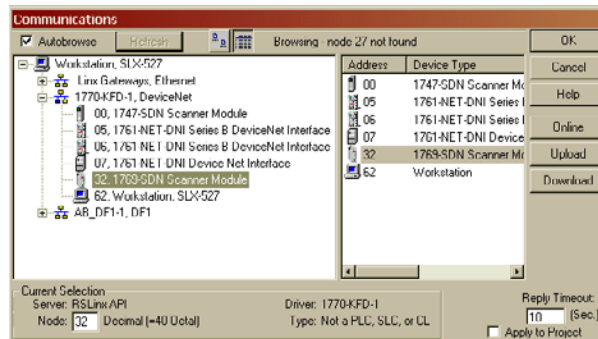 Communications
Autobrowse
Refresh
Browsing - node 27 not found
Workstation, SLX-527
Linx Gateways, Ethernet
1770-KFD-1, DeviceNet
00, 1747-SDN Scanner Module
05, 1761-NET-DNI Series B DeviceNet Interface
06, 1761-NET-DNI Series B DeviceNet Interface
07, 1761-NET-DNI Device Net Interface
32, 1769-SDN Scanner Module
62, Workstation, SLX-527
AB_DF1-1, DF1
Address Device Type
00 1747-SDN Scanner Mo
05 1761-NET-DNI Series
06 1761-NET-DNI Series
07 1761-NET-DNI Device
32 1769-SDN Scanner Mo
62 Workstation
OK
Cancel
Help
Online
Upload
Download
Current Selection
Server: RSLinx API
Driver: 1770-KFD-1
Node: 32 Decimal (=40 Octal)
Type: Not a PLC, SLC, or CL
Reply Timeout:
10 (Sec.)
Apply to Project